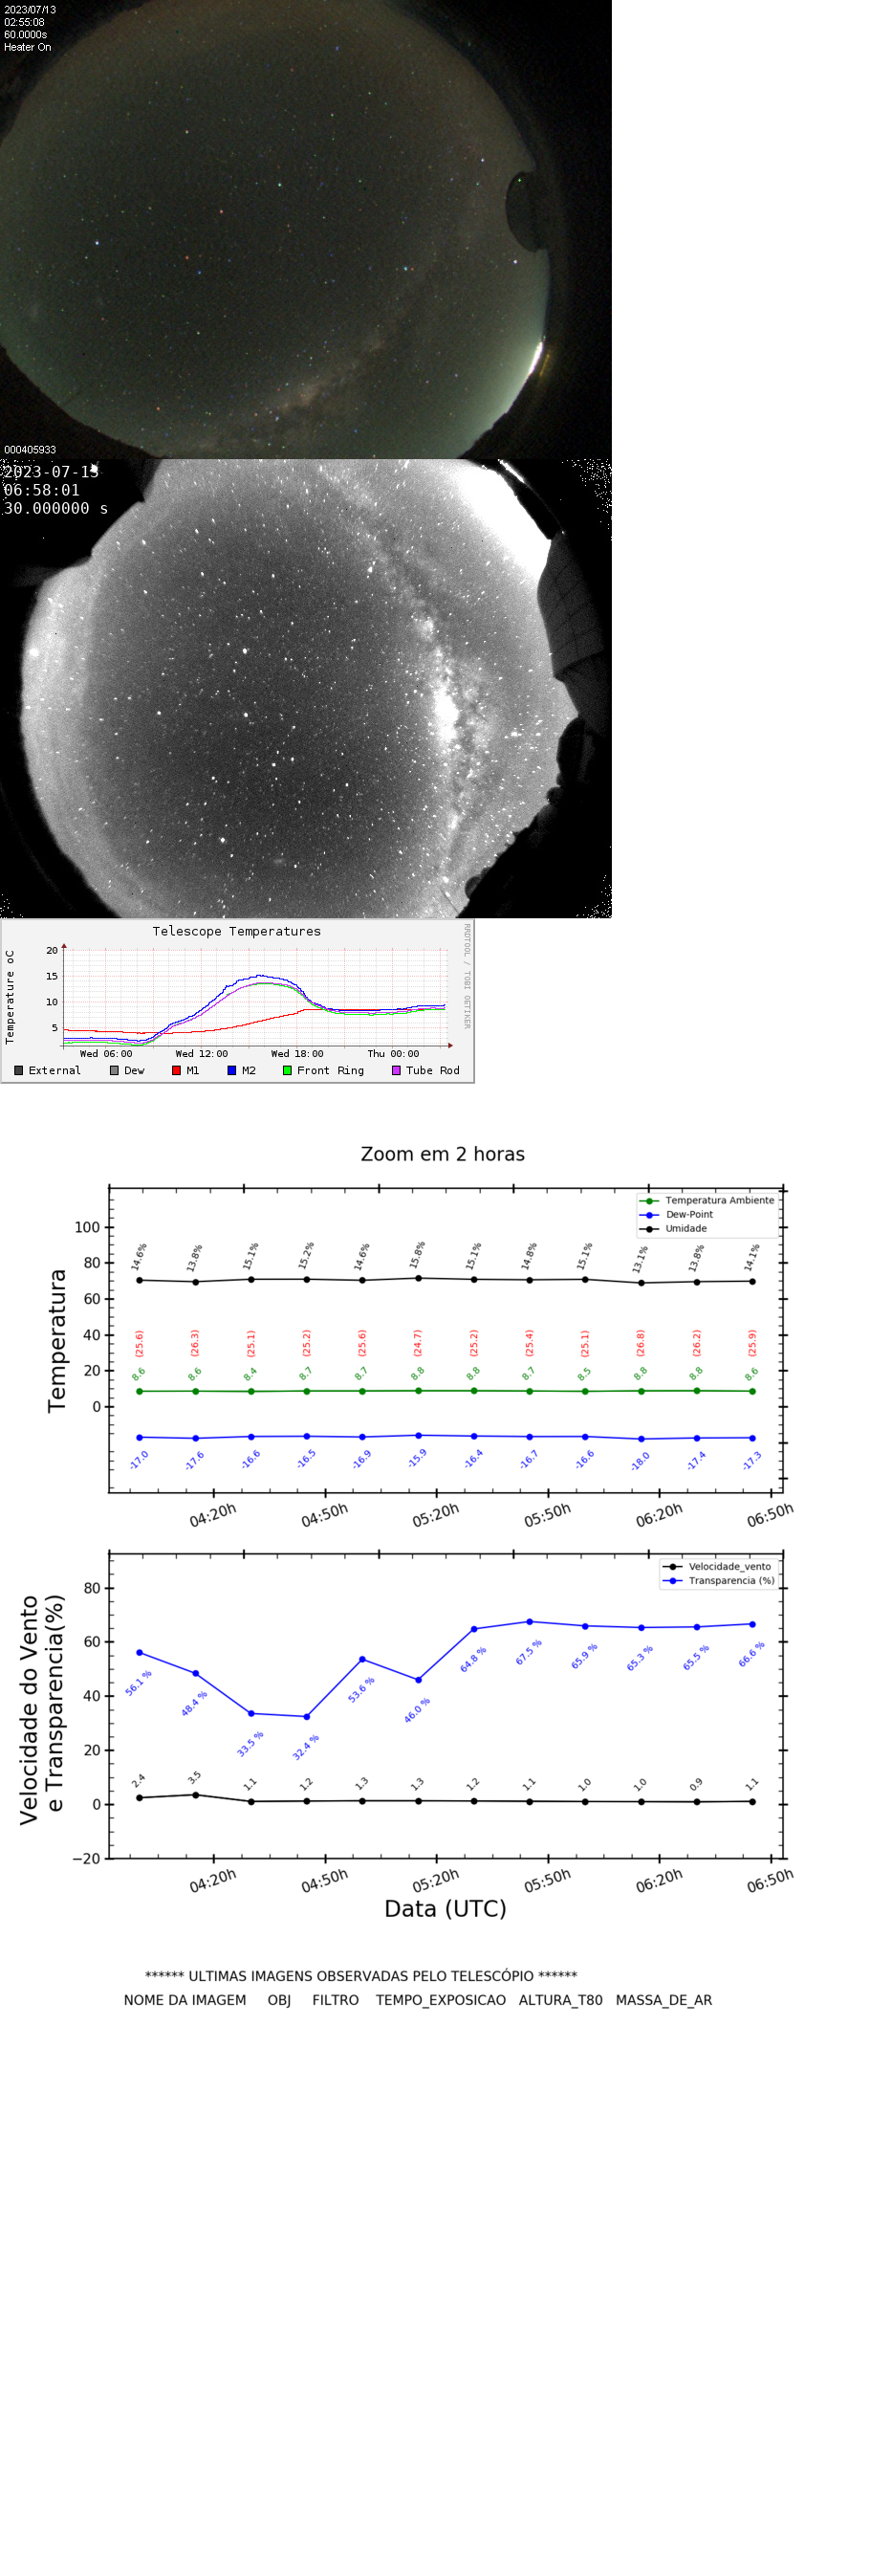 2023/07/13
02:55:08
60.0000s
Heater On
000405933
2023-07-13
06:58:01
30.000000 s
Telescope Temperatures
RRDTOOL / TOBI OETIKER
Temperature oC
20
15
10
5
Wed 06:00 Wed 12:00 Wed 18:00 Thu 00:00
External Dew M1 M2 Front Ring Tube Rod
Zoom em 2 horas
Temperatura Ambiente
Dew-Point
Umidade
Temperatura
100
80
60
40
20
0
14.6% 13.8% 15.1% 15.2% 14.6% 15.8% 15.1% 14.8% 15.1% 13.1% 13.8% 14.1%
(25.6) (26.3) (25.1) (25.2) (25.6) (24.7) (25.2) (25.4) (25.1) (26.8) (26.2) (25.9)
8.6 8.6 8.4 8.7 8.7 8.8 8.8 8.7 8.5 8.8 8.8 8.6
-17.0 -17.6 -16.6 -16.5 -16.9 -15.9 -16.4 -16.7 -16.6 -18.0 -17.4 -17.3
04:20h 04:50h 05:20h 05:50h 06:20h 06:50h
Velocidade_vento
Transparencia (%)
Velocidade do Vento
e Transparencia(%)
80
60
40
20
0
−20
56.1 % 48.4 % 33.5 % 32.4 % 53.6 % 46.0 % 64.8 % 67.5 % 65.9 % 65.3 % 65.5 % 66.6 %
2.4 3.5 1.1 1.2 1.3 1.3 1.2 1.1 1.0 1.0 0.9 1.1
04:20h 04:50h 05:20h 05:50h 06:20h 06:50h
Data (UTC)
****** ULTIMAS IMAGENS OBSERVADAS PELO TELESCÓPIO ******
NOME DA IMAGEM OBJ FILTRO TEMPO_EXPOSICAO ALTURA_T80 MASSA_DE_AR